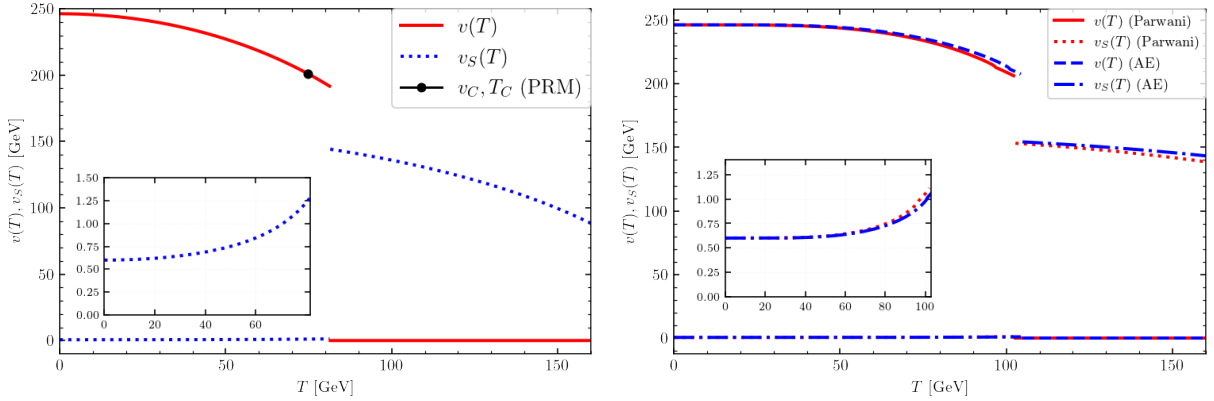 250
200
150
100
50
0
v(T), v_S(T) [GeV]
v(T)
v_S(T)
v_C, T_C (PRM)
1.50
1.25
1.00
0.75
0.50
0.25
0.00
0 20 40 60
0 50 100 150
T [GeV]
250
200
150
100
50
0
v(T), v_S(T) [GeV]
v(T) (Parwani)
v_S(T) (Parwani)
v(T) (AE)
v_S(T) (AE)
1.25
1.00
0.75
0.50
0.25
0.00
0 20 40 60 80 100
0 50 100 150
T [GeV]